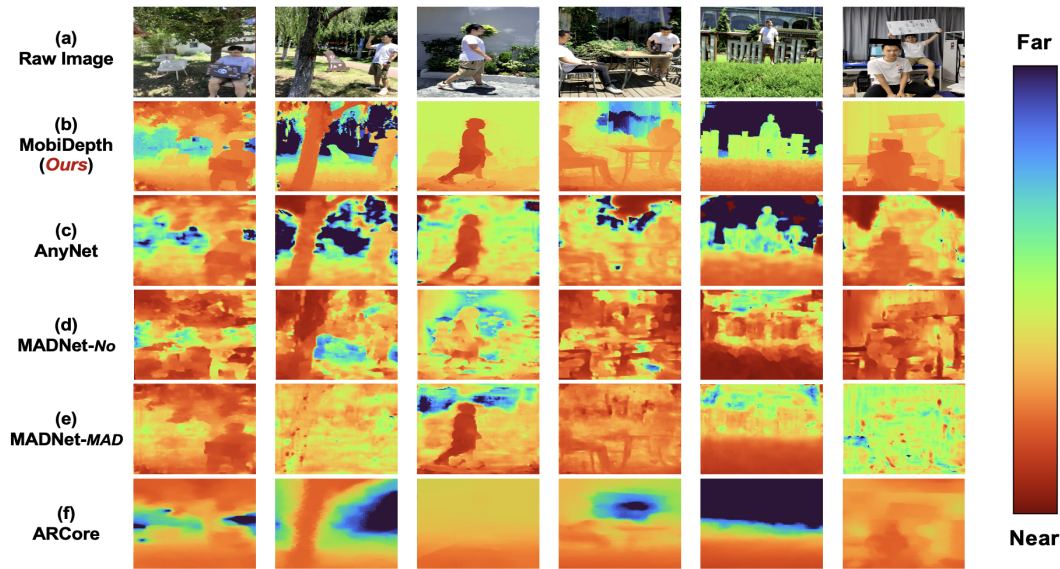 (a)
Raw Image
Far
(b)
MobiDepth
(Ours)
(c)
AnyNet
(d)
MADNet-No
(e)
MADNet-MAD
(f)
ARCore
Near